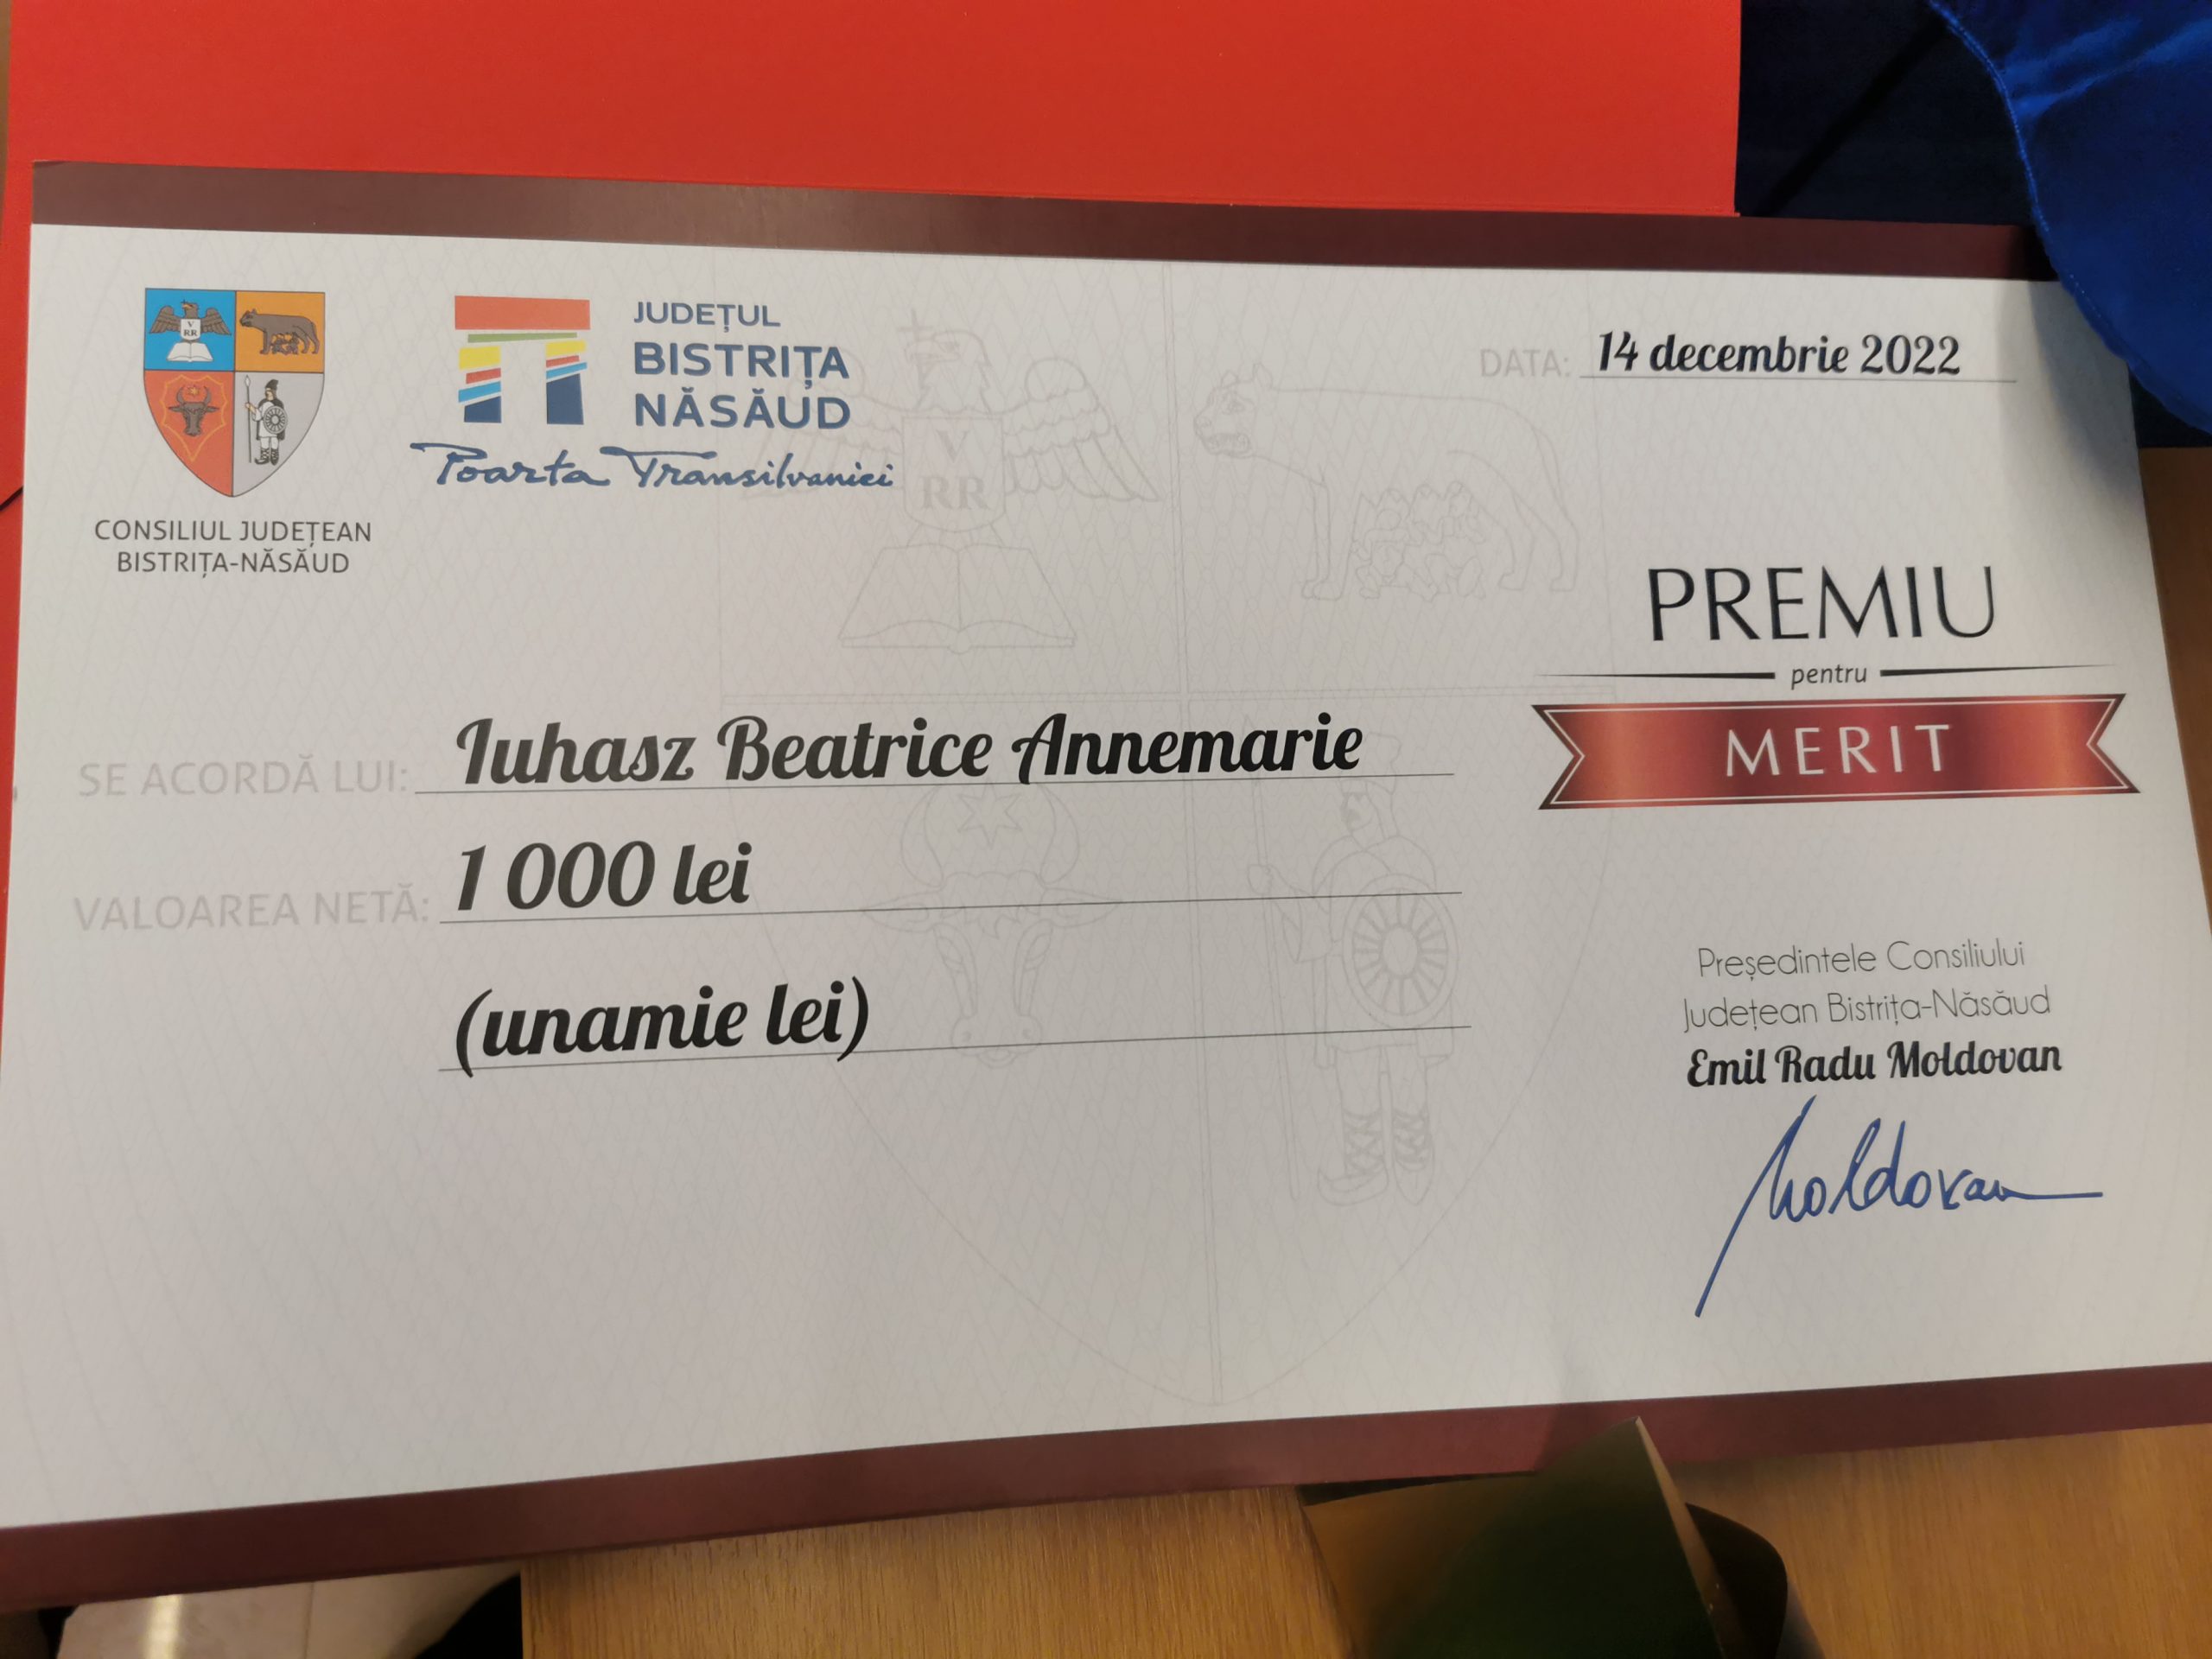 V
RR
CONSILIUL JUDEȚEAN
BISTRIȚA-NĂSĂUD
JUDEȚUL
BISTRIȚA
NĂSĂUD
Poarta Transilvaniei
V
RR
DATA: 14 decembrie 2022
PREMIU
pentru
MERIT
SE ACORDĂ LUI: Iuhasz Beatrice Annemarie
VALOAREA NETĂ: 1 000 lei
(unamie lei)
Președintele Consiliului
Județean Bistrița-Năsăud
Emil Radu Moldovan
Moldovan